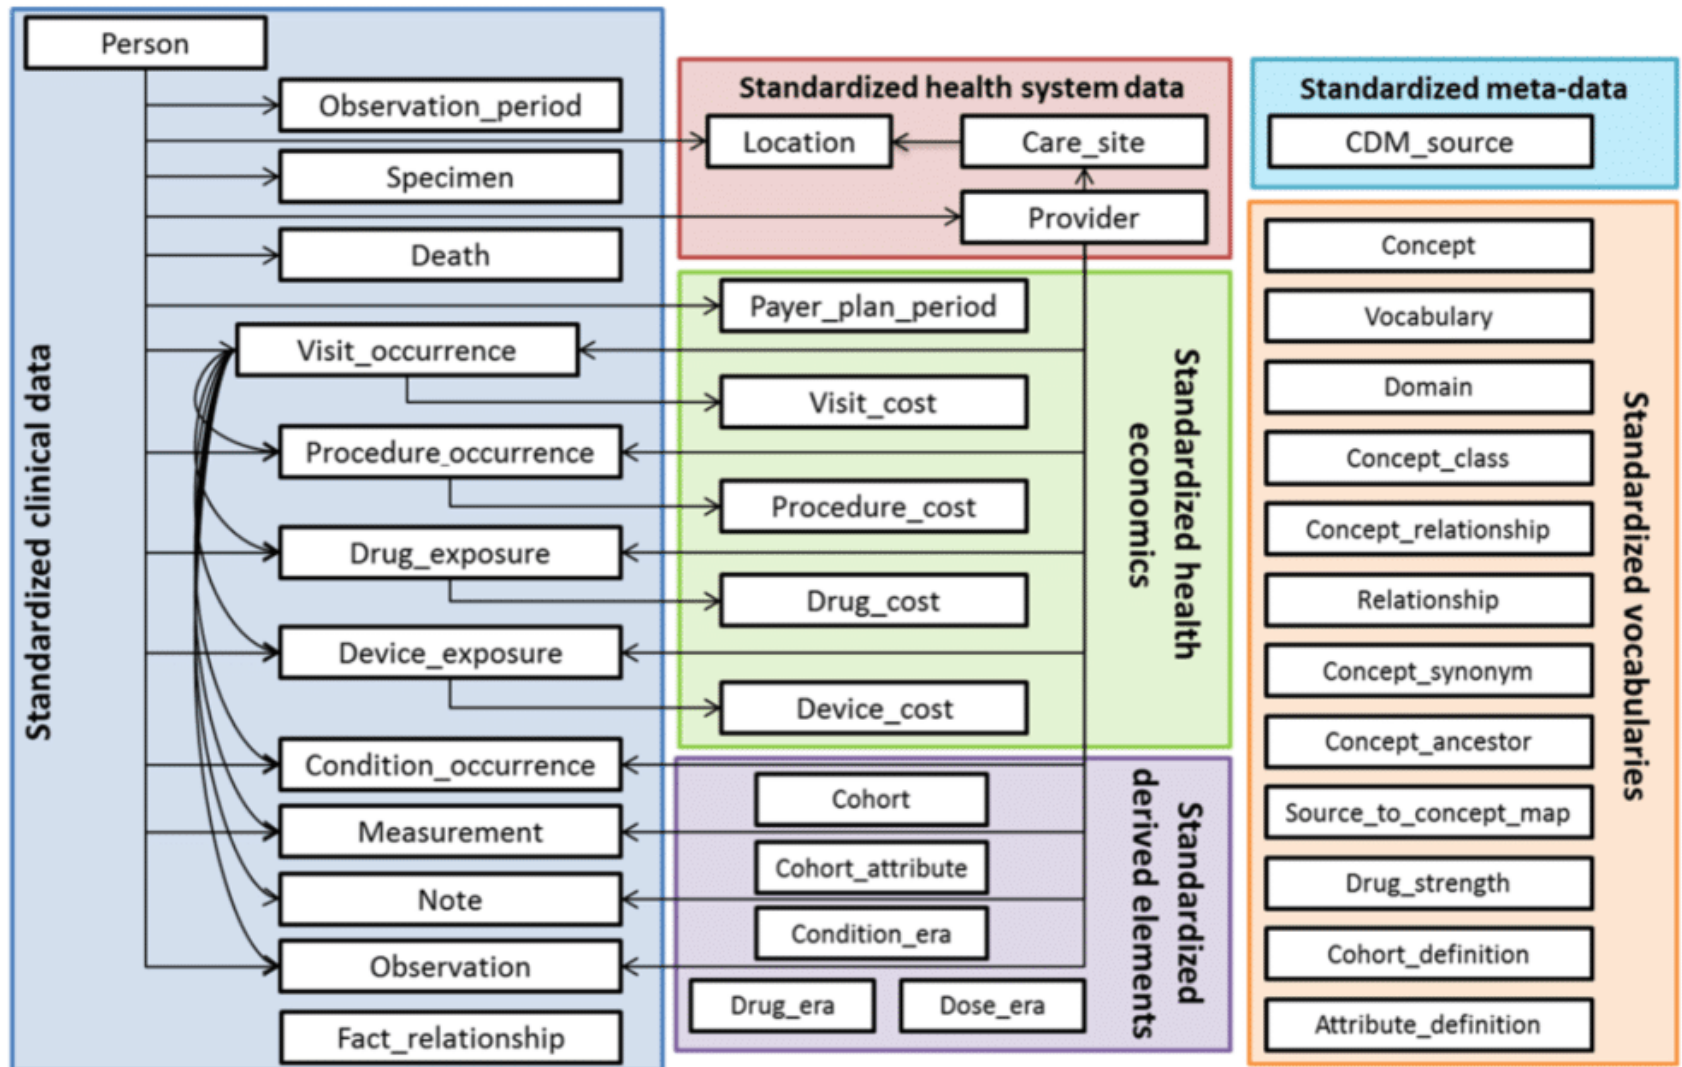 Person
Observation_period
Specimen
Death
Visit_occurrence
Procedure_occurrence
Drug_exposure
Device_exposure
Condition_occurrence
Measurement
Note
Observation
Fact_relationship
Standardized clinical data
Standardized health system data
Location
Care_site
Provider
Payer_plan_period
Visit_cost
Procedure_cost
Drug_cost
Device_cost
Standardized health
economics
Cohort
Cohort_attribute
Condition_era
Drug_era
Dose_era
Standardized
derived elements
Standardized meta-data
CDM_source
Concept
Vocabulary
Domain
Concept_class
Concept_relationship
Relationship
Concept_synonym
Concept_ancestor
Source_to_concept_map
Drug_strength
Cohort_definition
Attribute_definition
Standardized vocabularies